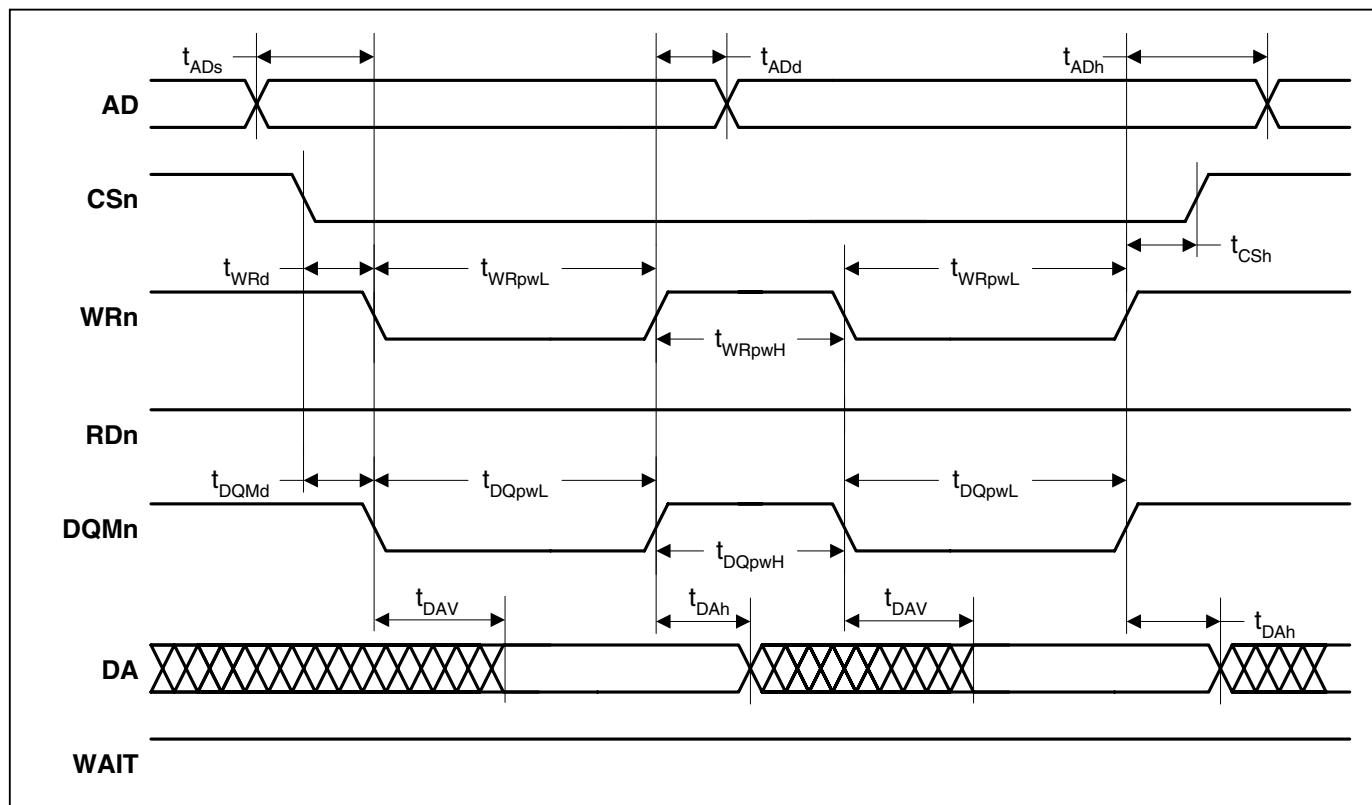 tADs tADd tADh
AD
CSn
tCSh
tWRd tWRpwL tWRpwL
WRn
tWRpwH
RDn
tDQMd tDQpwL tDQpwL
DQMn
tDQpwH
tDAV tDAh tDAV tDAh
DA
WAIT